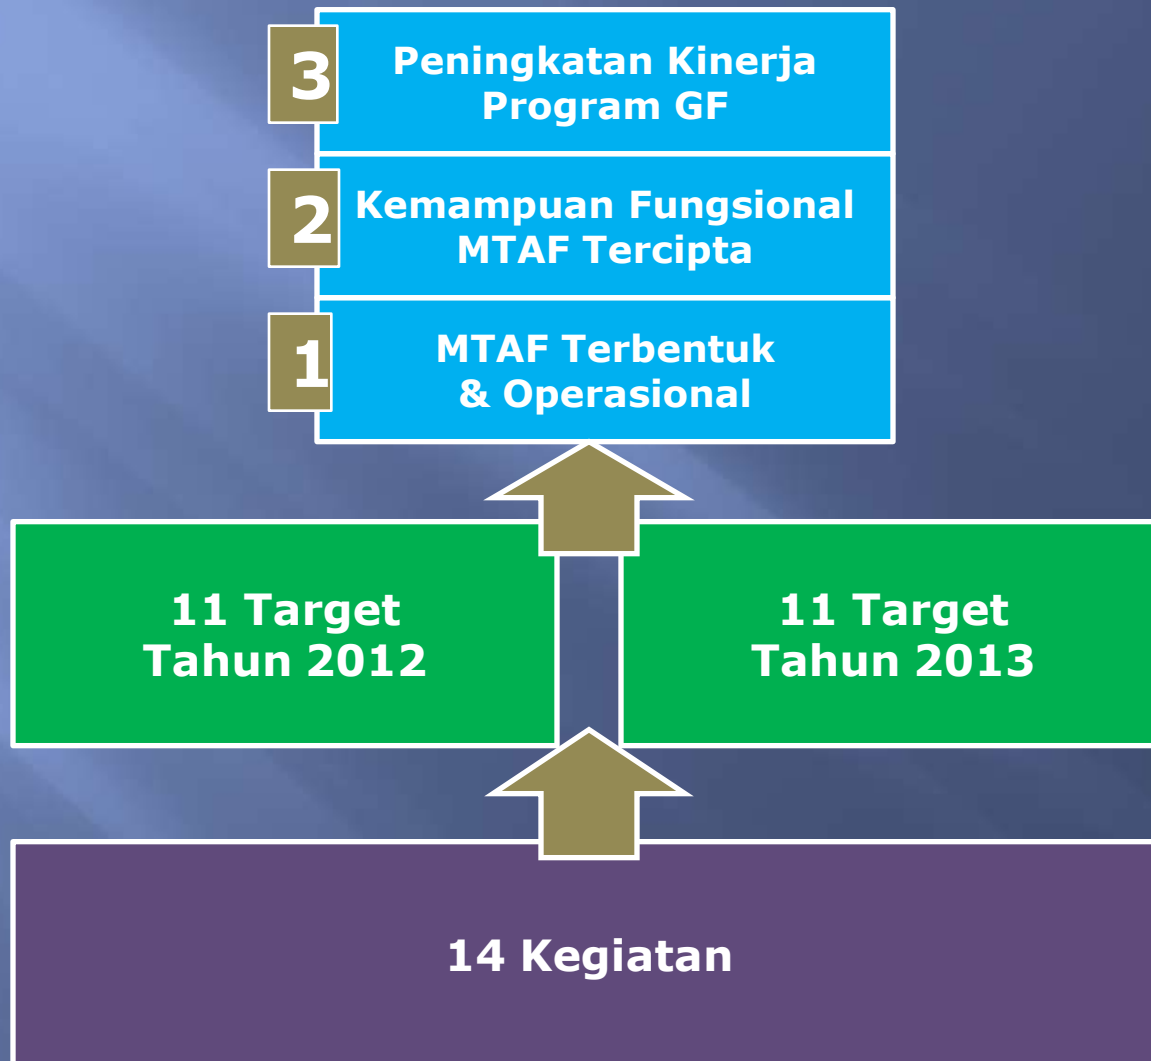 3
Peningkatan Kinerja
Program GF
2
Kemampuan Fungsional
MTAF Tercipta
1
MTAF Terbentuk
& Operasional
11 Target
Tahun 2012
11 Target
Tahun 2013
14 Kegiatan